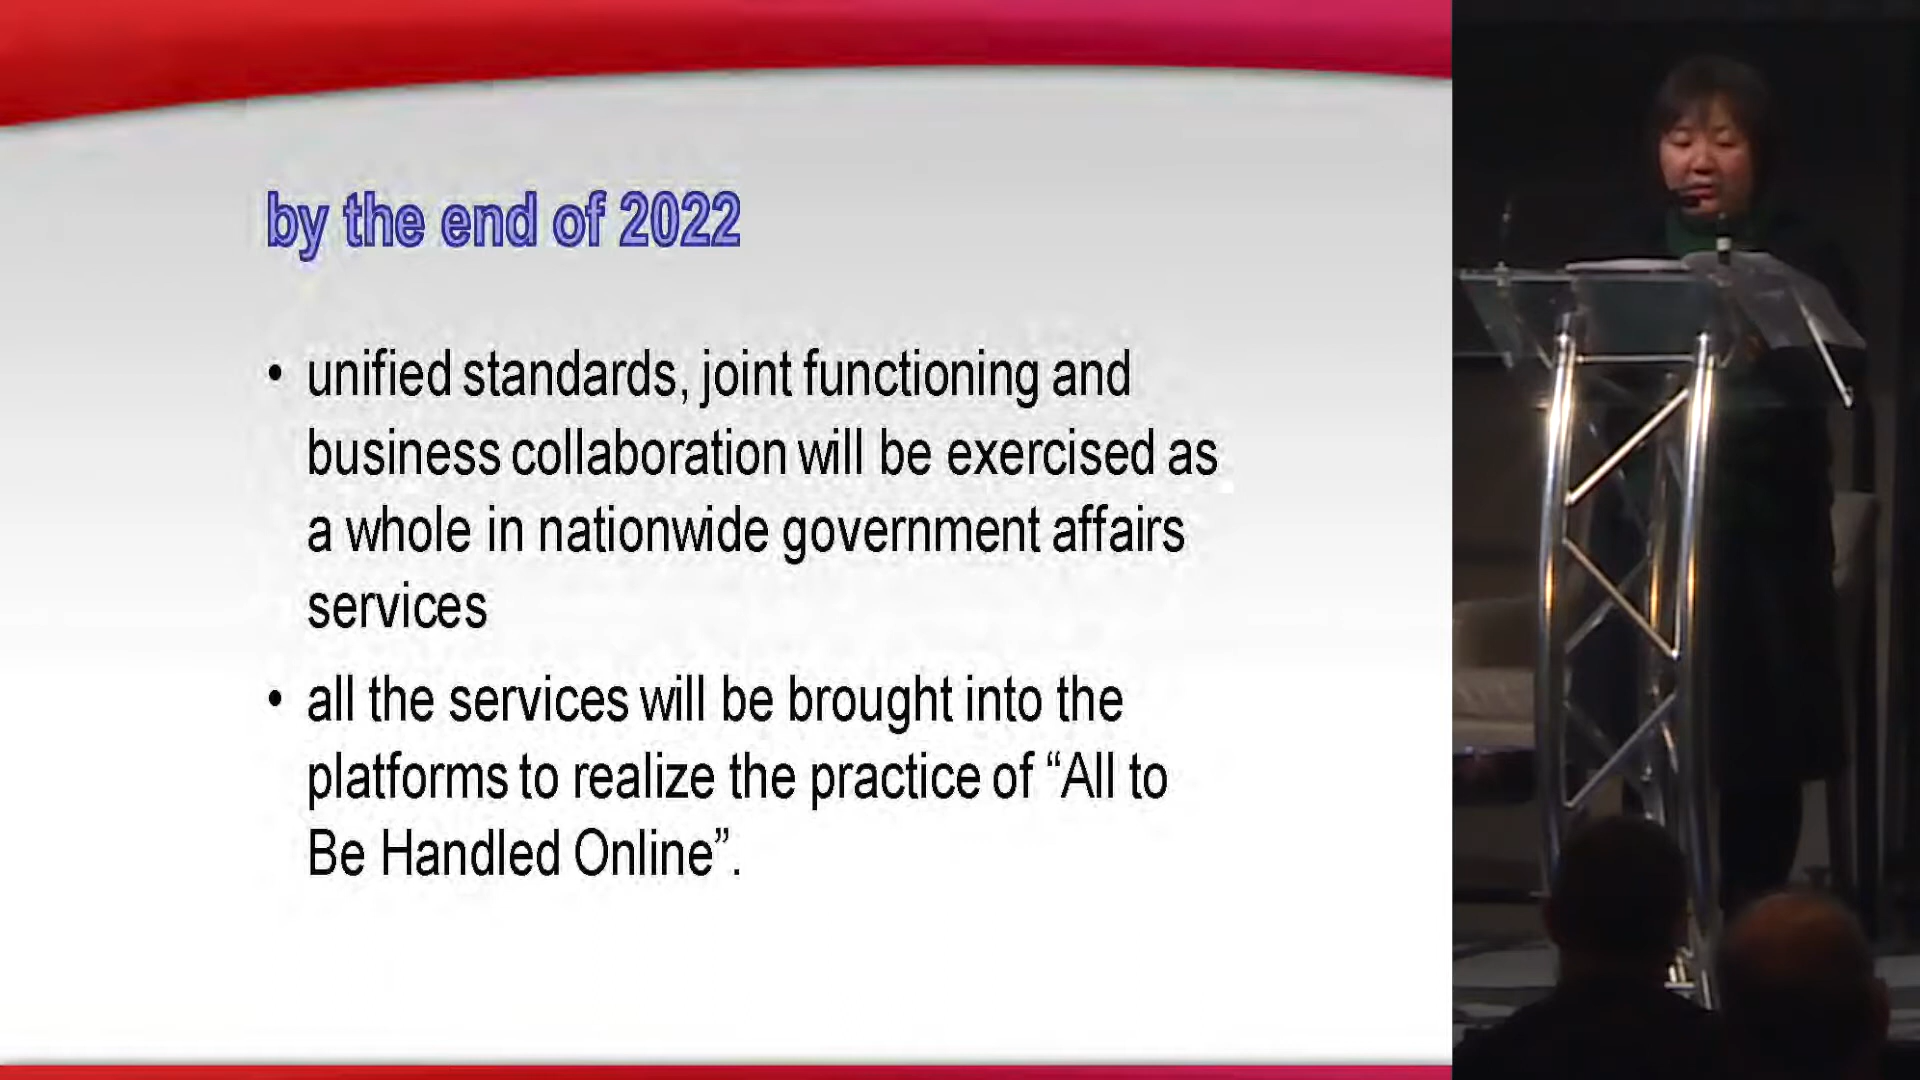 by the end of 2022
• unified standards, joint functioning and
business collaboration will be exercised as
a whole in nationwide government affairs
services
• all the services will be brought into the
platforms to realize the practice of “All to
Be Handled Online”.